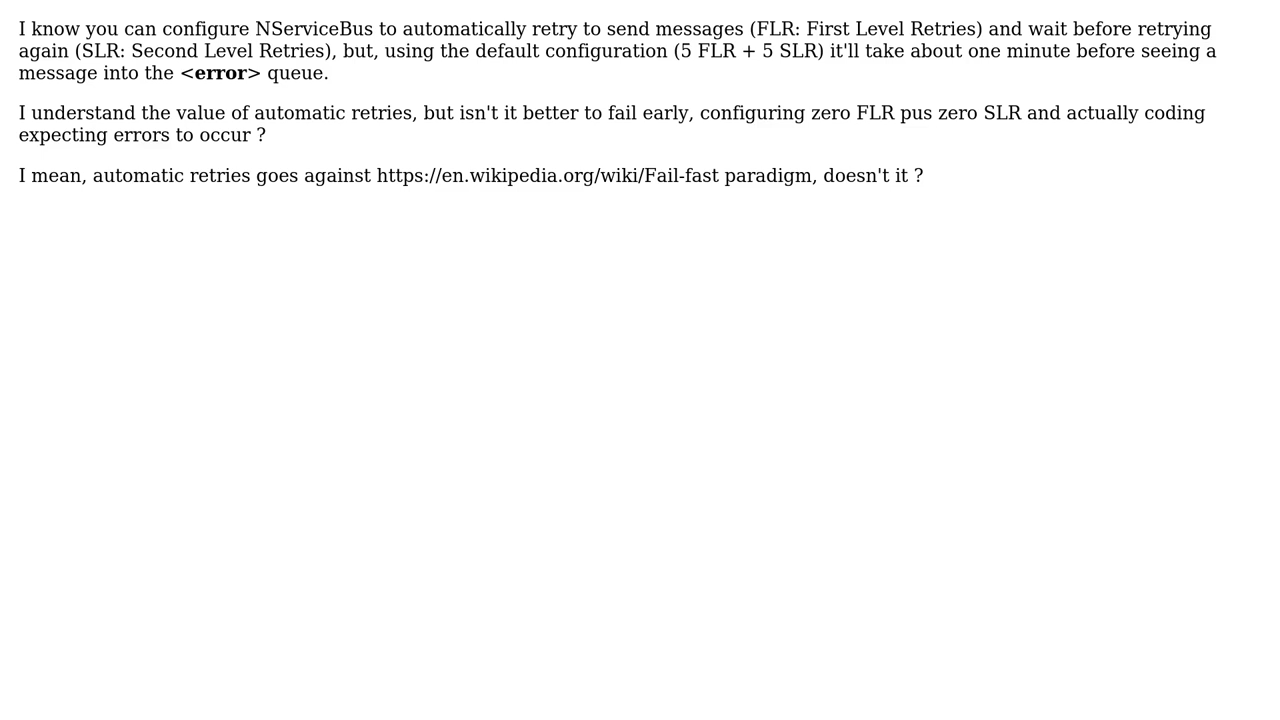 I know you can configure NServiceBus to automatically retry to send messages (FLR: First Level Retries) and wait before retrying
again (SLR: Second Level Retries), but, using the default configuration (5 FLR + 5 SLR) it'll take about one minute before seeing a
message into the <error> queue.
I understand the value of automatic retries, but isn't it better to fail early, configuring zero FLR pus zero SLR and actually coding
expecting errors to occur ?
I mean, automatic retries goes against https://en.wikipedia.org/wiki/Fail-fast paradigm, doesn't it ?